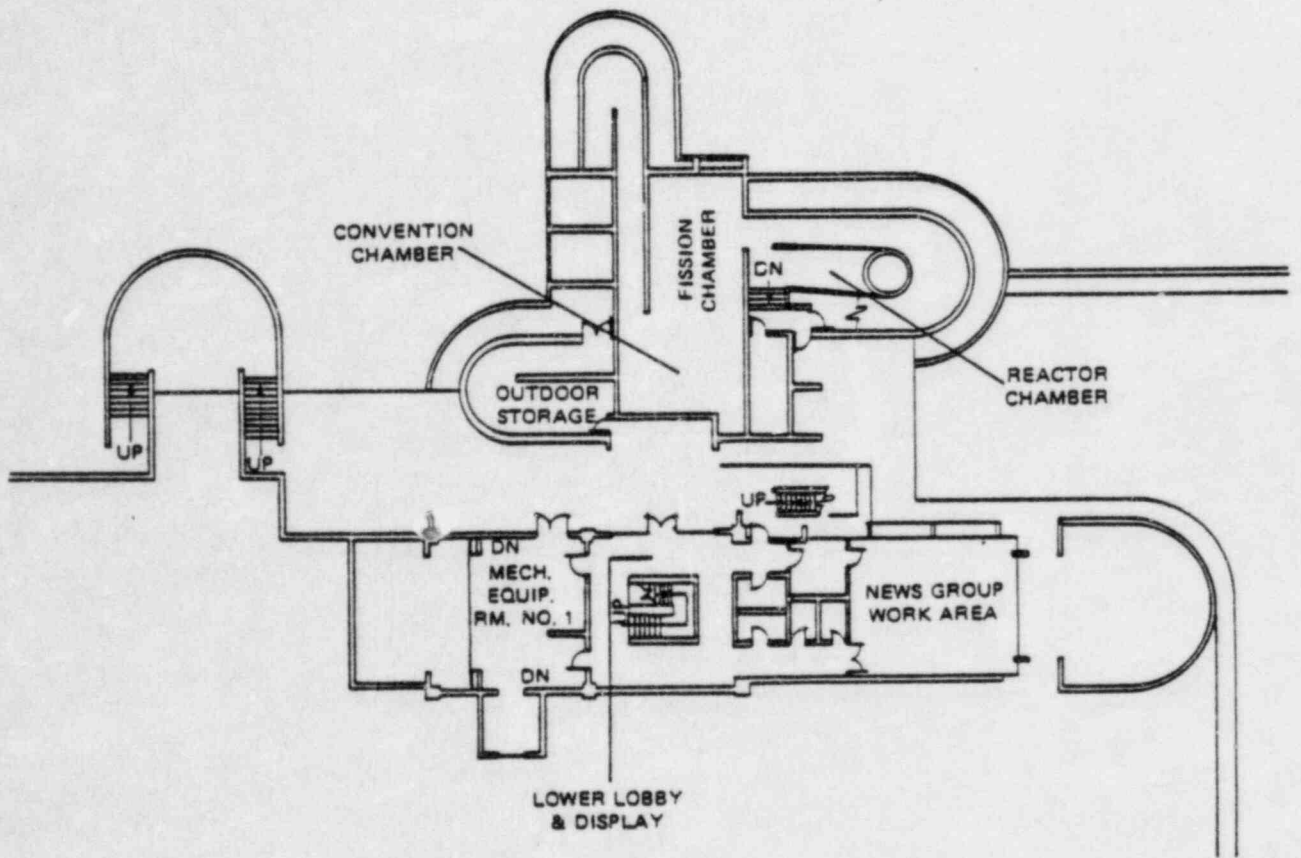 CONVENTION
CHAMBER
FISSION
CHAMBER
DN
REACTOR
CHAMBER
OUTDOOR
STORAGE
UP
UP
UP
DN
MECH.
EQUIP.
RM. NO. 1
DN
NEWS GROUP
WORK AREA
LOWER LOBBY
& DISPLAY